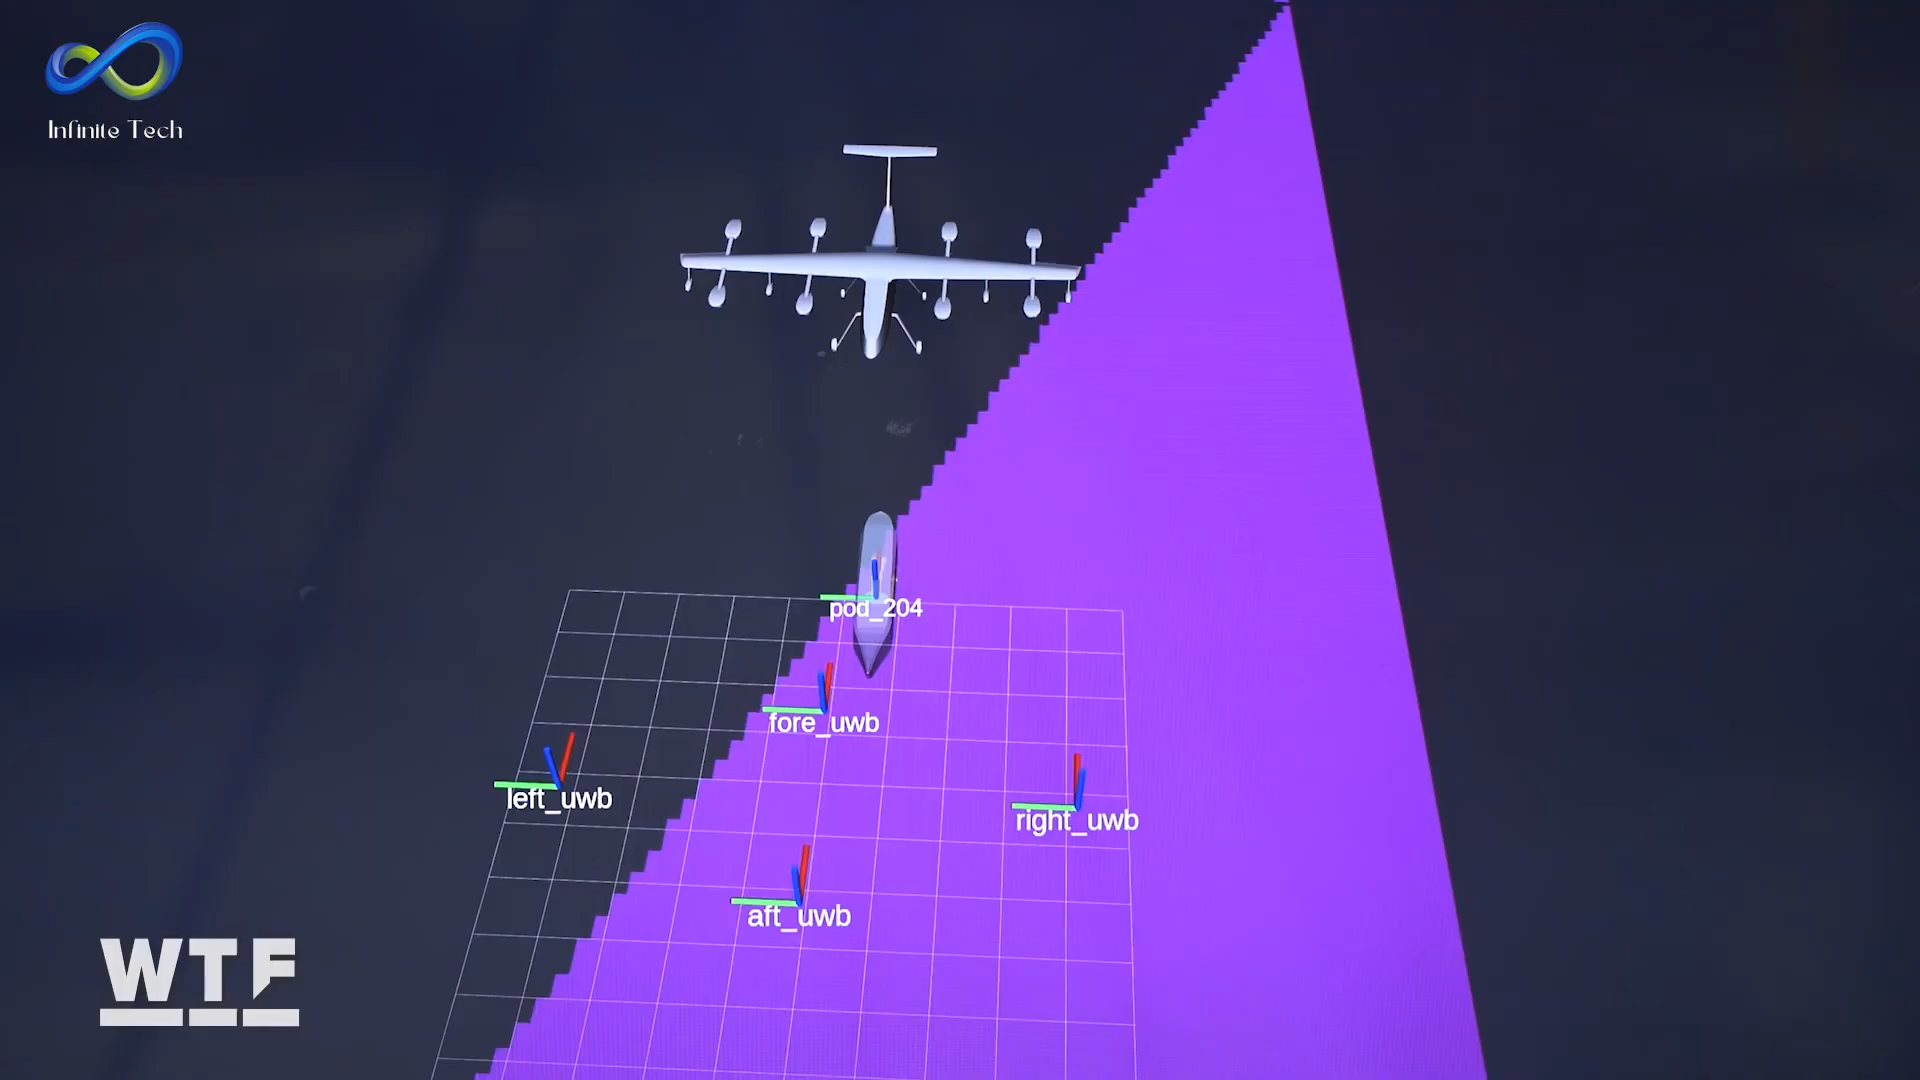 Infinite Tech
pod_204
fore_uwb
left_uwb
right_uwb
aft_uwb
WTF